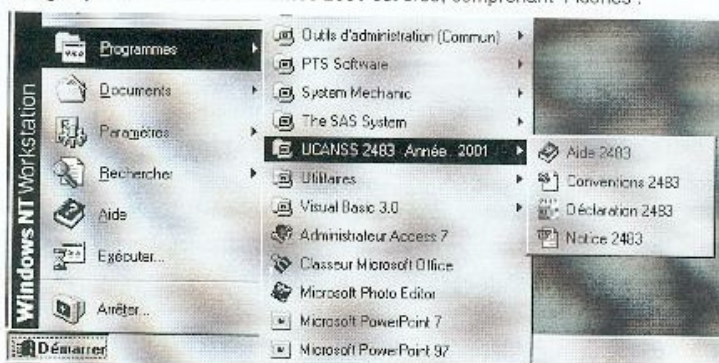 comprenant
Windows NT Workstation
Programmes
Documents
Paramètres
Rechercher
Aide
Exécuter...
Arrêter...
Démarrer
Outils d'administration (Commun)
PTS Software
System Mechanic
The SAS System
UCANSS 2483 Année 2001
Utilitaires
Visual Basic 3.0
Administrateur Access 7
Classeur Microsoft Office
Microsoft Photo Editor
Microsoft PowerPoint 7
Microsoft PowerPoint 97
Aide 2483
Conventions 2483
Déclaration 2483
Notice 2483